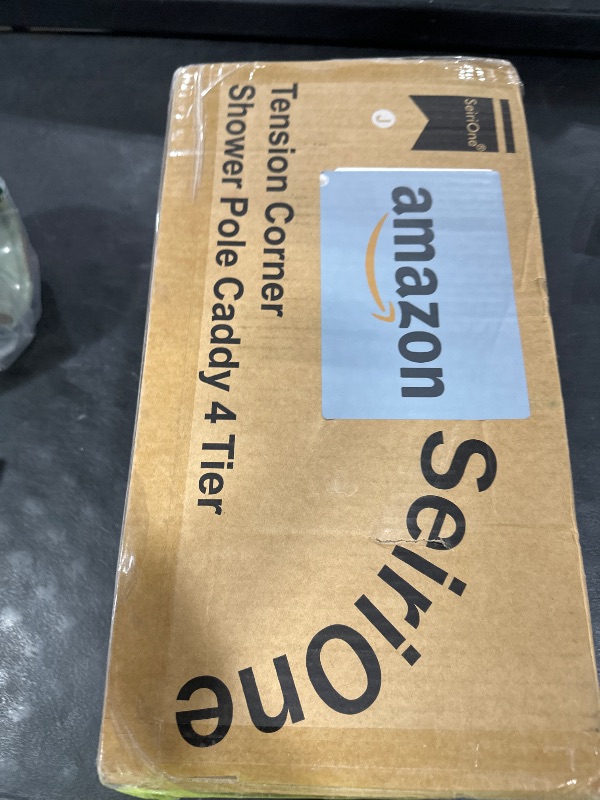 SeiriOne®
J
amazon
SeiriOne
Tension Corner
Shower Pole Caddy 4 Tier